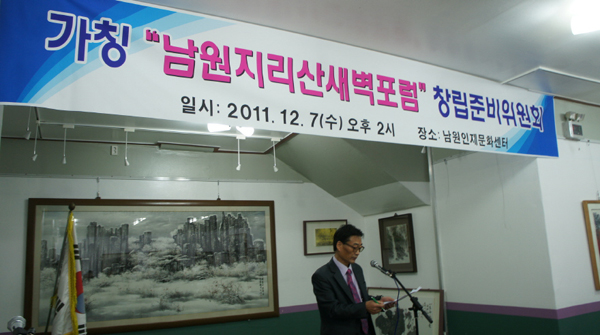 가칭 "남원지리산새벽포럼" 창립준비위원회
일시: 2011. 12. 7(수) 오후 2시 장소: 남원인재문화센터